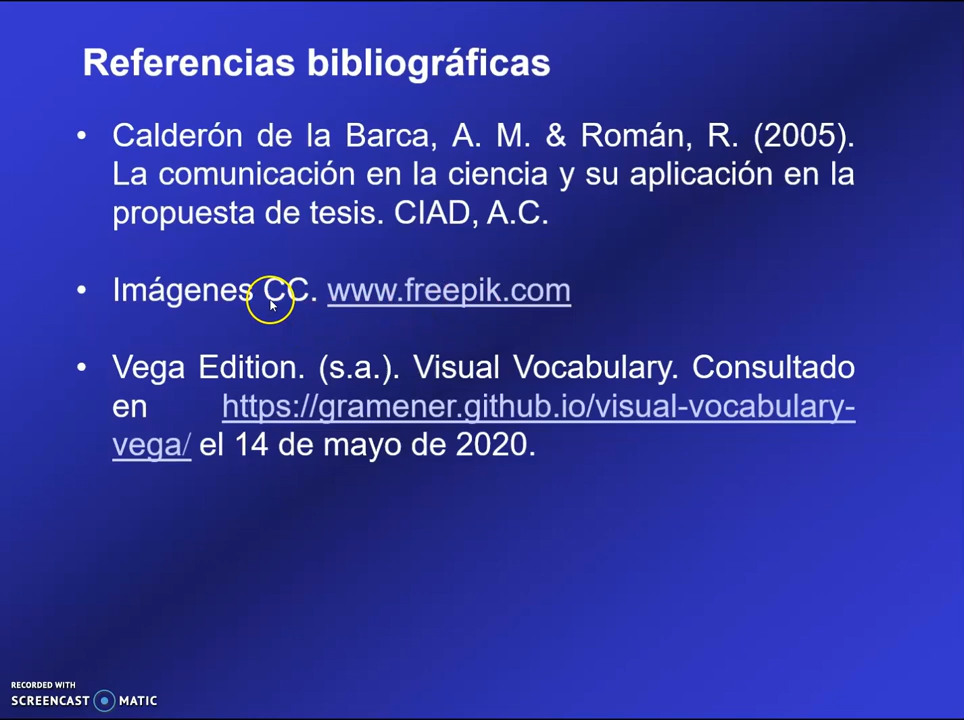 Referencias bibliográficas
• Calderón de la Barca, A. M. & Román, R. (2005).
La comunicación en la ciencia y su aplicación en la
propuesta de tesis. CIAD, A.C.
• Imágenes CC. www.freepik.com
• Vega Edition. (s.a.). Visual Vocabulary. Consultado
en https://gramener.github.io/visual-vocabulary-
vega/ el 14 de mayo de 2020.
RECORDED WITH
SCREENCAST MATIC